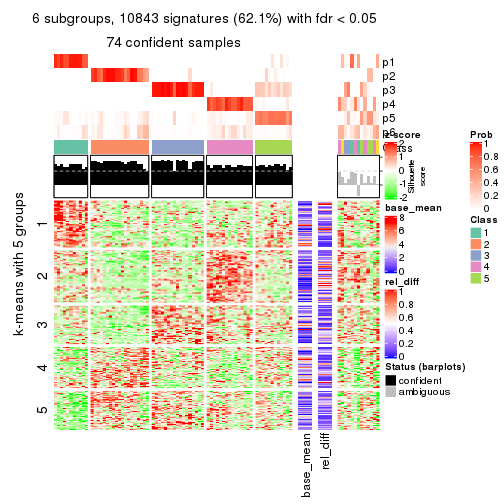 6 subgroups, 10843 signatures (62.1%) with fdr < 0.05
74 confident samples
p1
p2
p3
p4
p5
p6
Class
z-score
2
1
0
-1
-2
Silhouette
score
Prob
1
0.8
0.6
0.4
0.2
0
base_mean
8
6
4
2
0
Class
1
2
3
4
5
rel_diff
1
0.8
0.6
0.4
0.2
0
Status (barplots)
confident
ambiguous
k-means with 5 groups
1
2
3
4
5
base_mean
rel_diff